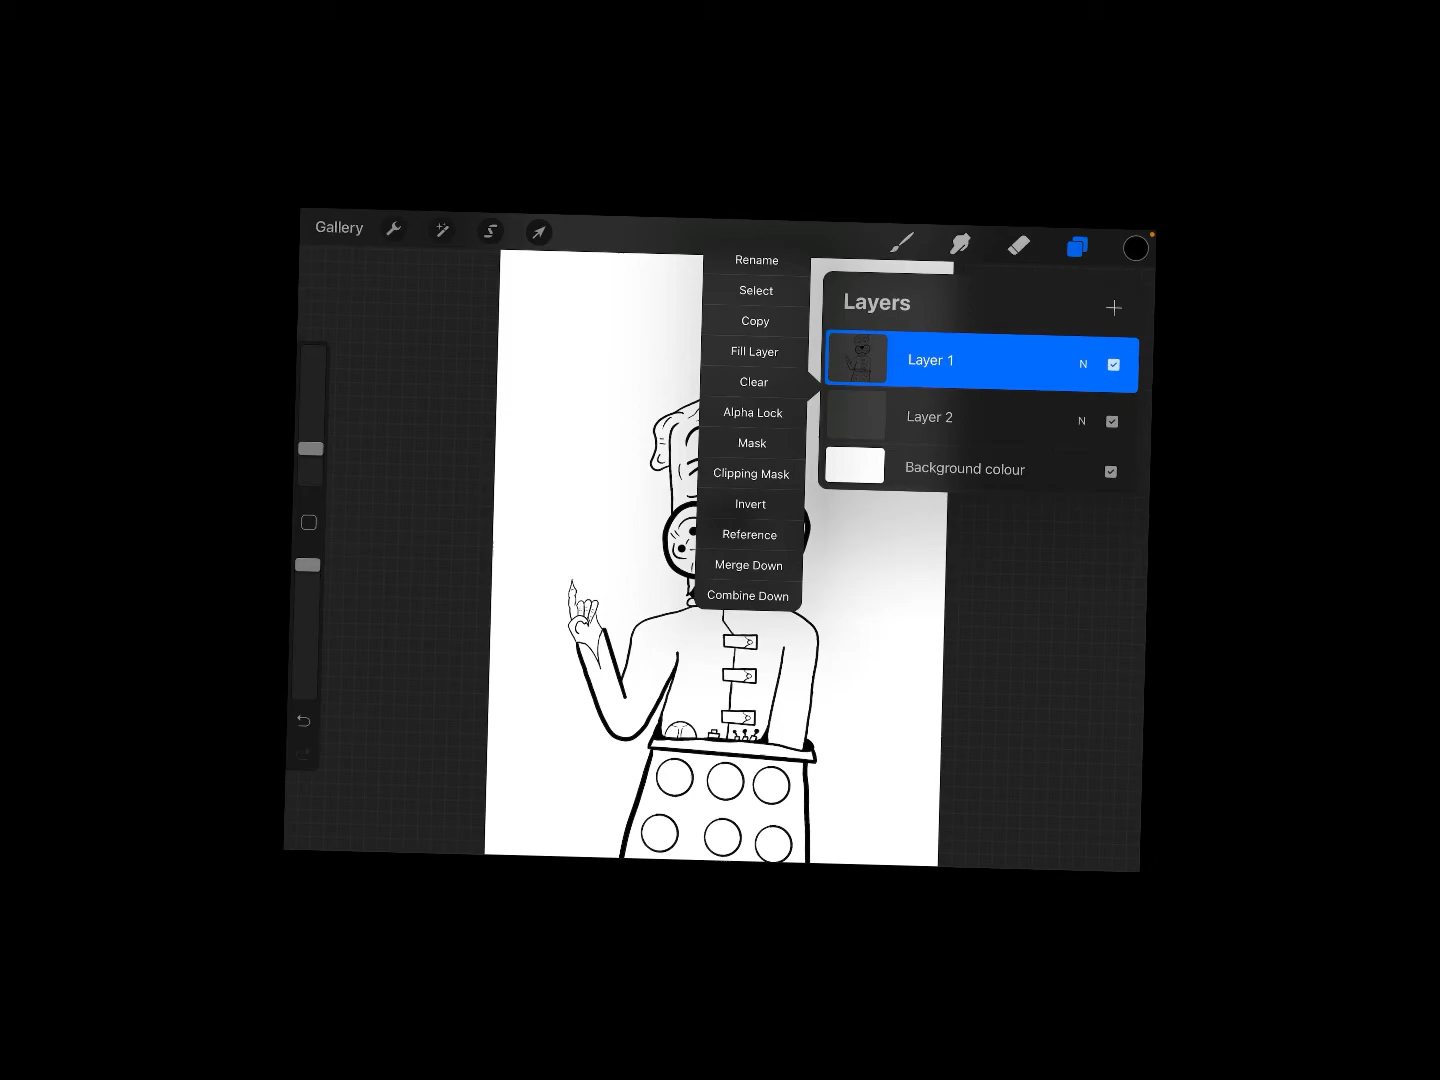 Gallery
Rename
Select
Copy
Fill Layer
Clear
Alpha Lock
Mask
Clipping Mask
Invert
Reference
Merge Down
Combine Down
Layers
Layer 1 N
Layer 2 N
Background colour